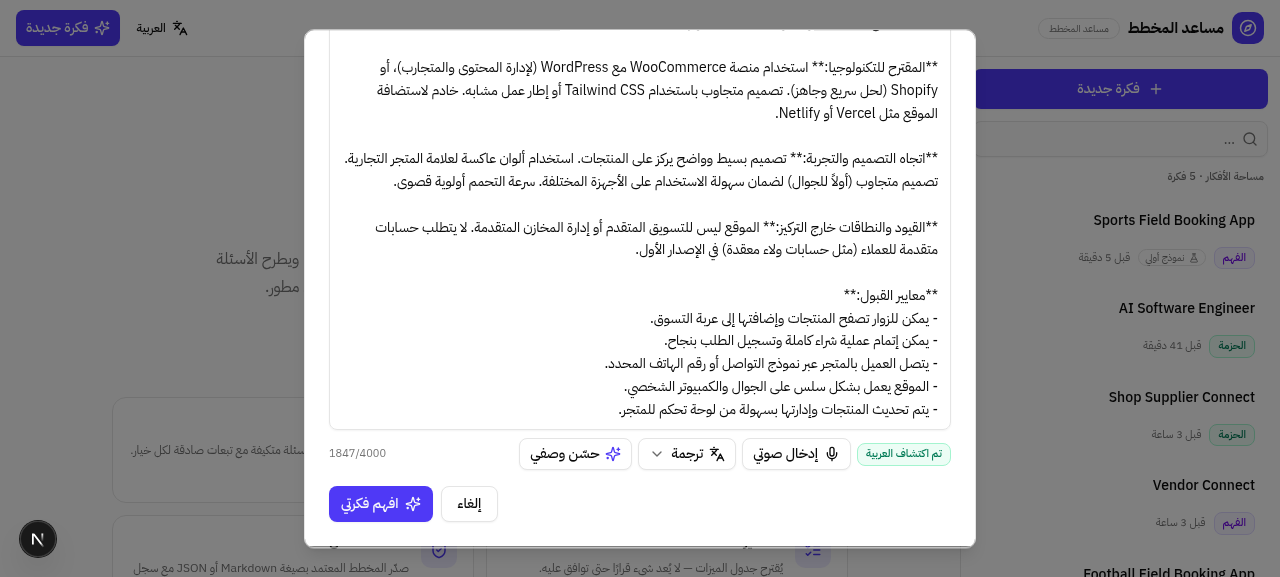 مساعد المخطط
مساعد المخطط
العربية
فكرة جديدة
فكرة جديدة
...
مساحة الأفكار · 5 فكرة
Sports Field Booking App
الفهم
نموذج أولي
قبل 5 دقيقة
AI Software Engineer
الحزمة
قبل 41 دقيقة
Shop Supplier Connect
الحزمة
قبل 3 ساعة
Vendor Connect
الفهم
قبل 3 ساعة
Football Field Booking App
**المقترح للتكنولوجيا:** استخدام منصة WooCommerce مع WordPress (لإدارة المحتوى والمتجارب)، أو
Shopify (لحل سريع وجاهز). تصميم متجاوب باستخدام Tailwind CSS أو إطار عمل مشابه. خادم لاستضافة
الموقع مثل Vercel أو Netlify.
**اتجاه التصميم والتجربة:** تصميم بسيط وواضح يركز على المنتجات. استخدام ألوان عاكسة لعلامة المتجر التجارية.
تصميم متجاوب (أولاً للجوال) لضمان سهولة الاستخدام على الأجهزة المختلفة. سرعة التحمم أولوية قصوى.
**القيود والنطاقات خارج التركيز:** الموقع ليس للتسويق المتقدم أو إدارة المخازن المتقدمة. لا يتطلب حسابات
متقدمة للعملاء (مثل حسابات ولاء معقدة) في الإصدار الأول.
**معايير القبول:**
- يمكن للزوار تصفح المنتجات وإضافتها إلى عربة التسوق.
- يمكن إتمام عملية شراء كاملة وتسجيل الطلب بنجاح.
- يتصل العميل بالمتجر عبر نموذج التواصل أو رقم الهاتف المحدد.
- الموقع يعمل بشكل سلس على الجوال والكمبيوتر الشخصي.
- يتم تحديث المنتجات وإدارتها بسهولة من لوحة تحكم للمتجر.
تم اكتشاف العربية
إدخال صوتي
ترجمة
حسّن وصفي
1847/4000
إلغاء
افهم فكرتي
ويطرح الأسئلة
مطور.
سئلة متكيفة مع تبعات صادقة لكل خيار.
يُقترح جدول الميزات — لا يُعد شيء قرارًا حتى توافق عليه.
صدّر المخطط المعتمد بصيغة Markdown أو JSON مع سجل
N